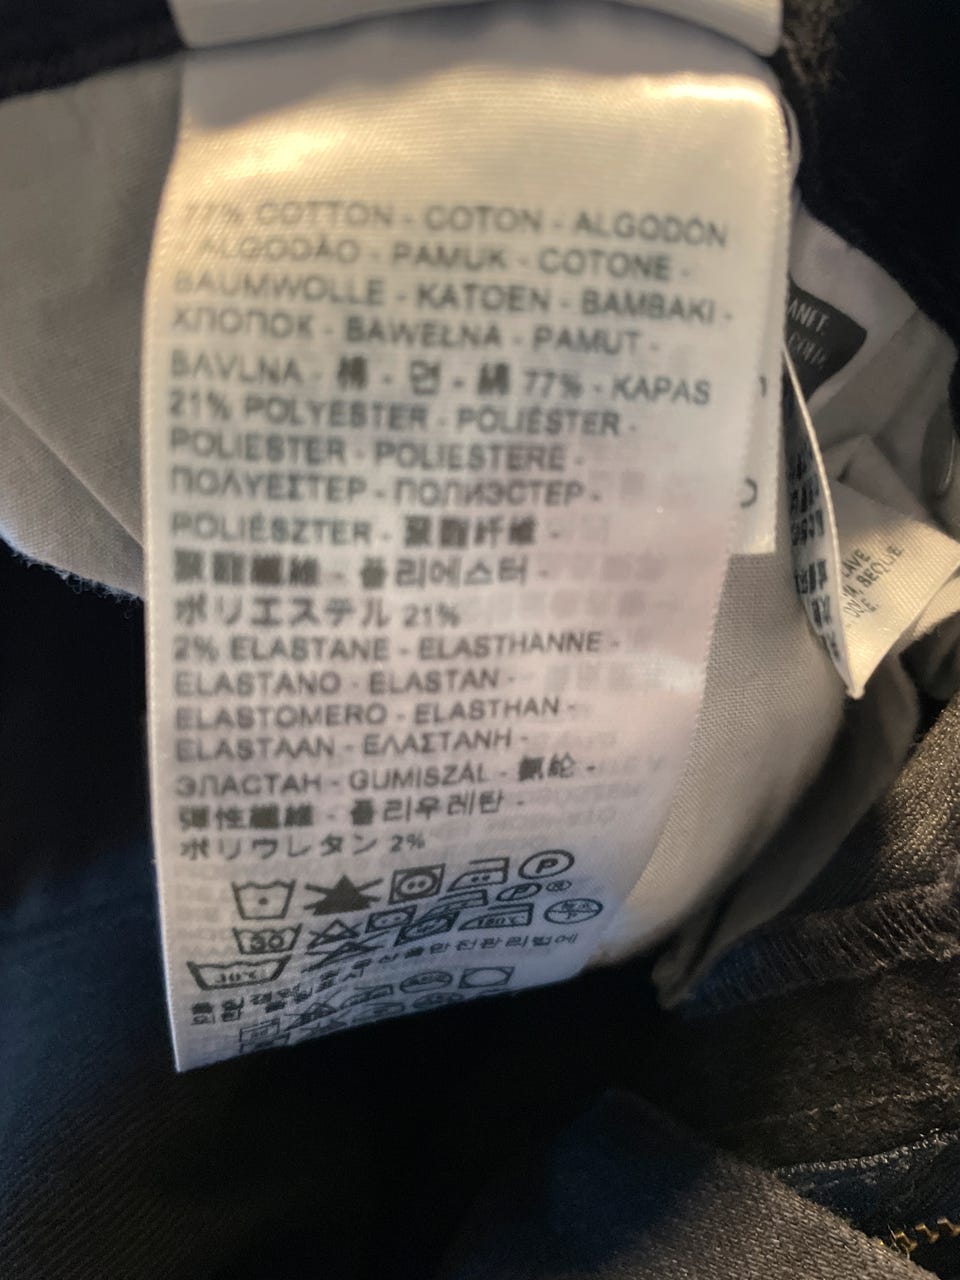 77% COTTON - COTON - ALGODÓN
ALGODÃO - PAMUK - COTONE -
BAUMWOLLE - KATOEN - BAMBAKI -
ХЛОПОК - BAWEŁNA - PAMUT -
BAVLNA - 棉 - 면 - 綿 77% - KAPAS
21% POLYESTER - POLIÉSTER -
POLIESTER - POLIESTERE -
ΠΟΛΥΕΣΤΕΡ - ПОЛИЭСТЕР -
POLIÉSZTER - 聚酯纤维 -
聚酯纖維 - 폴리에스터 -
ポリエステル 21%
2% ELASTANE - ELASTHANNE -
ELASTANO - ELASTAN -
ELASTOMERO - ELASTHAN -
ELASTAAN - ΕΛΑΣΤΑΝΗ -
ЭЛАСТАН - GUMISZÁL - 氨纶 -
彈性纖維 - 폴리우레탄 -
ポリウレタン 2%
P
30
P
180℃
30℃
LAVE